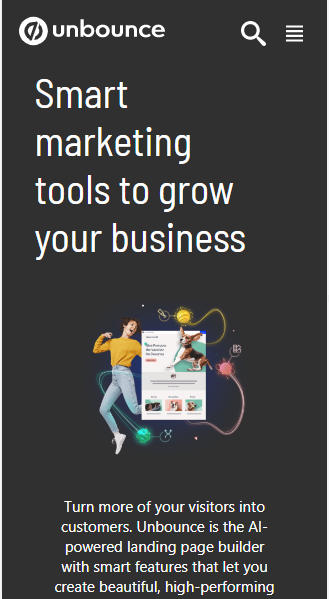 unbounce
Smart
marketing
tools to grow
your business
Turn more of your visitors into
customers. Unbounce is the AI-
powered landing page builder
with smart features that let you
create beautiful, high-performing